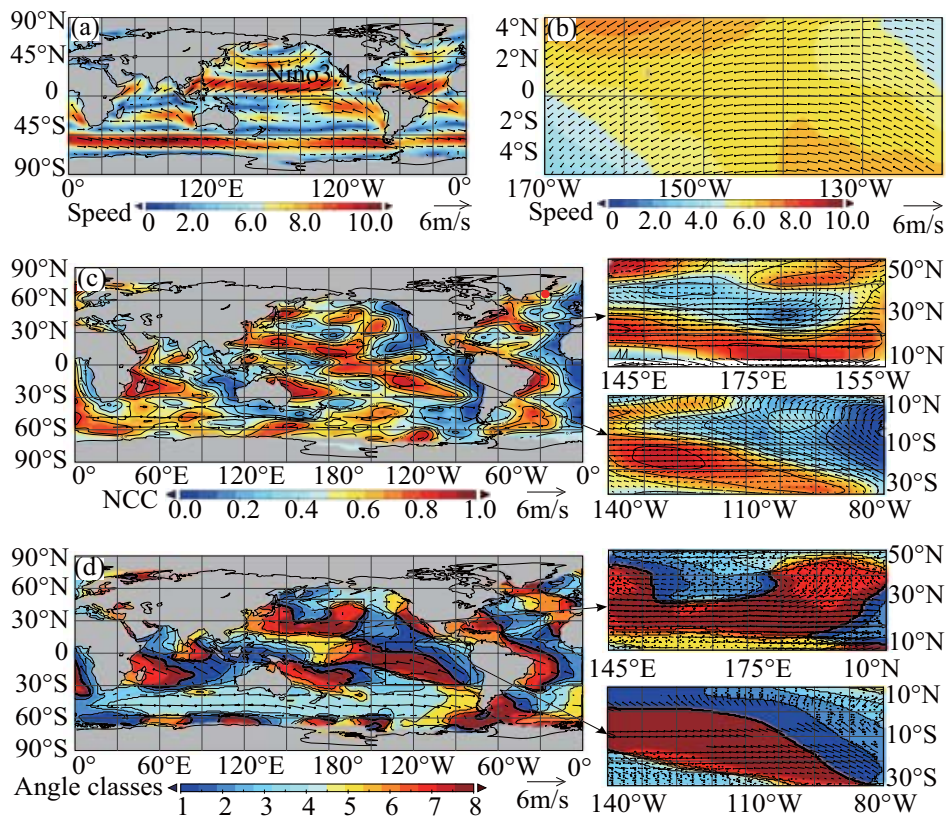 (a)
90°N
45°N
0
45°S
90°S
Nino3.4
0°
120°E
120°W
0°
Speed
0
2.0
6.0
8.0
10.0
6m/s
(b)
4°N
2°N
0
2°S
4°S
170°W
150°W
130°W
Speed
0
2.0
6.0
8.0
10.0
6m/s
(c)
90°N
60°N
30°N
0
30°S
60°S
90°S
0°
60°E
120°E
180°
120°W
60°W
0°
NCC
0.0
0.2
0.4
0.6
0.8
1.0
6m/s
50°N
30°N
10°N
145°E
175°E
155°W
10°N
10°S
30°S
140°W
110°W
80°W
(d)
90°N
60°N
30°N
0
30°S
60°S
90°S
0°
60°E
120°E
180°
120°W
60°W
0°
Angle classes
1
2
3
4
5
6
7
8
6m/s
50°N
30°N
10°N
145°E
175°E
10°N
10°N
10°S
30°S
140°W
110°W
80°W